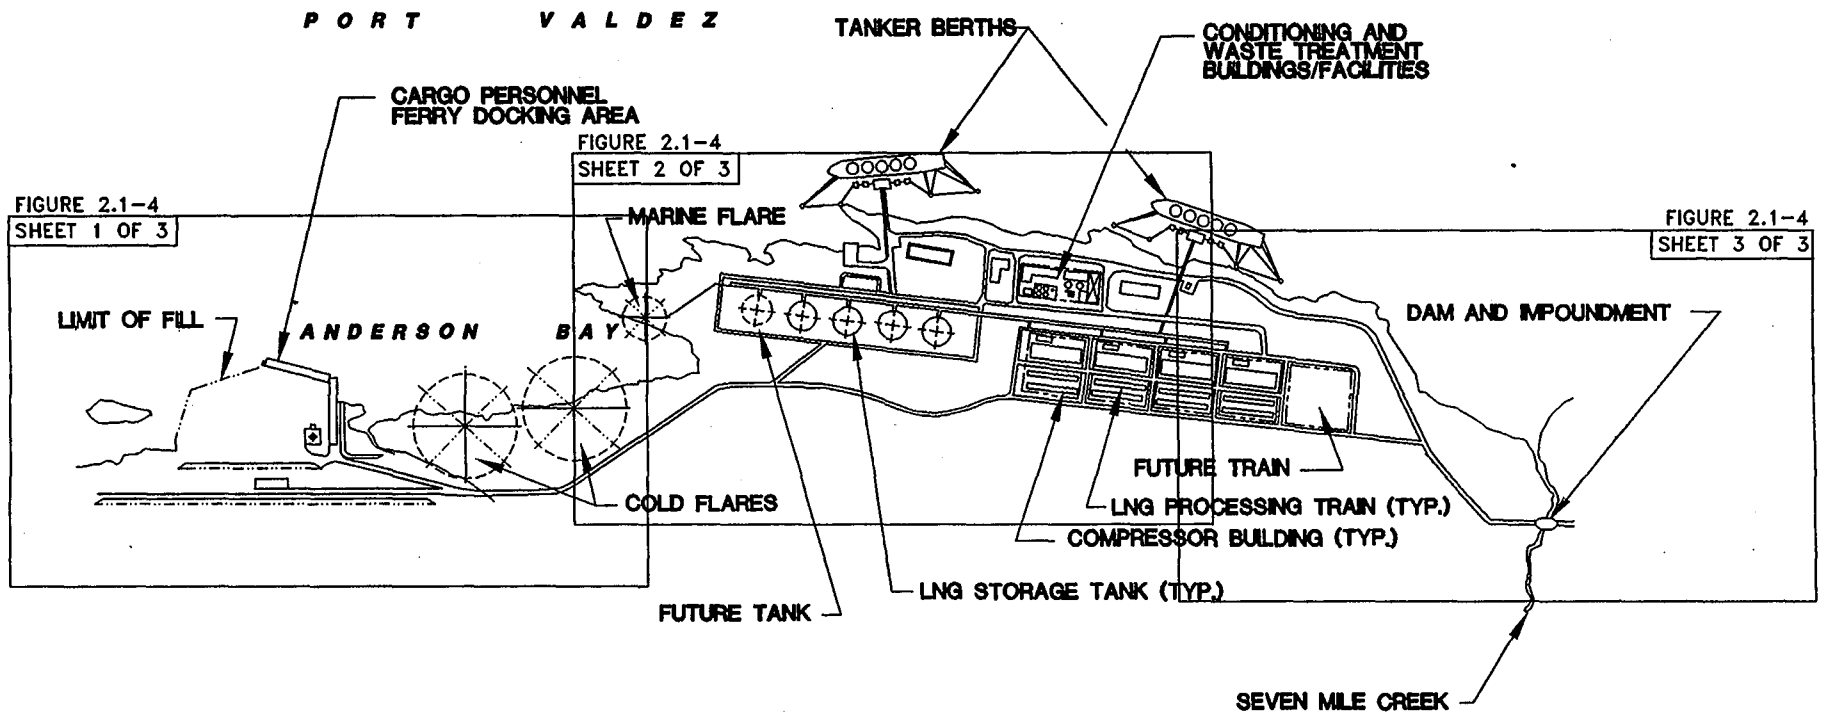 PORT VALDEZ
TANKER BERTHS
CONDITIONING AND
WASTE TREATMENT
BUILDINGS/FACILITIES
CARGO PERSONNEL
FERRY DOCKING AREA
FIGURE 2.1-4
SHEET 2 OF 3
FIGURE 2.1-4
SHEET 1 OF 3
MARINE FLARE
FIGURE 2.1-4
SHEET 3 OF 3
LIMIT OF FILL
ANDERSON BAY
DAM AND IMPOUNDMENT
FUTURE TRAIN
COLD FLARES
LNG PROCESSING TRAIN (TYP.)
COMPRESSOR BUILDING (TYP.)
LNG STORAGE TANK (TYP.)
FUTURE TANK
SEVEN MILE CREEK